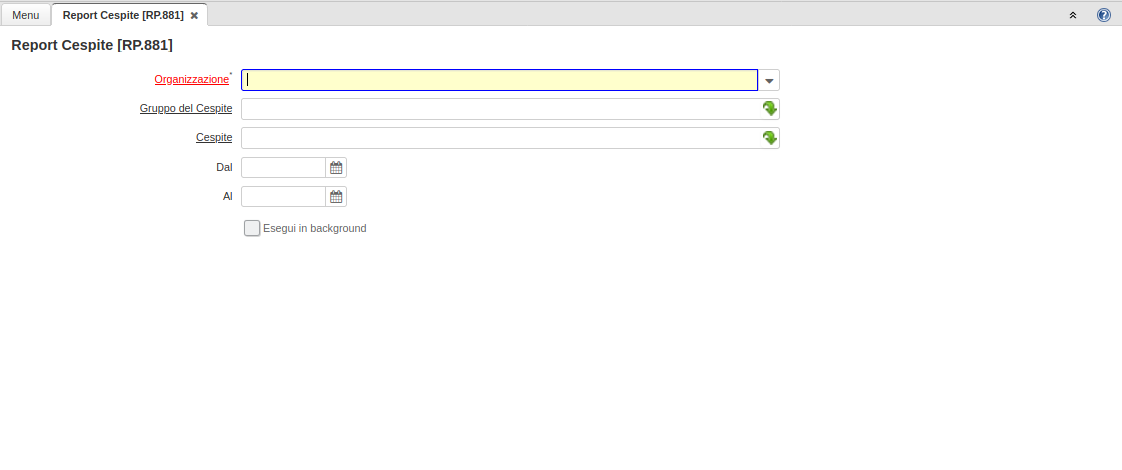 Menu
Report Cespite [RP.881]
Report Cespite [RP.881]
Organizzazione*
Gruppo del Cespite
Cespite
Dal
Al
Esegui in background